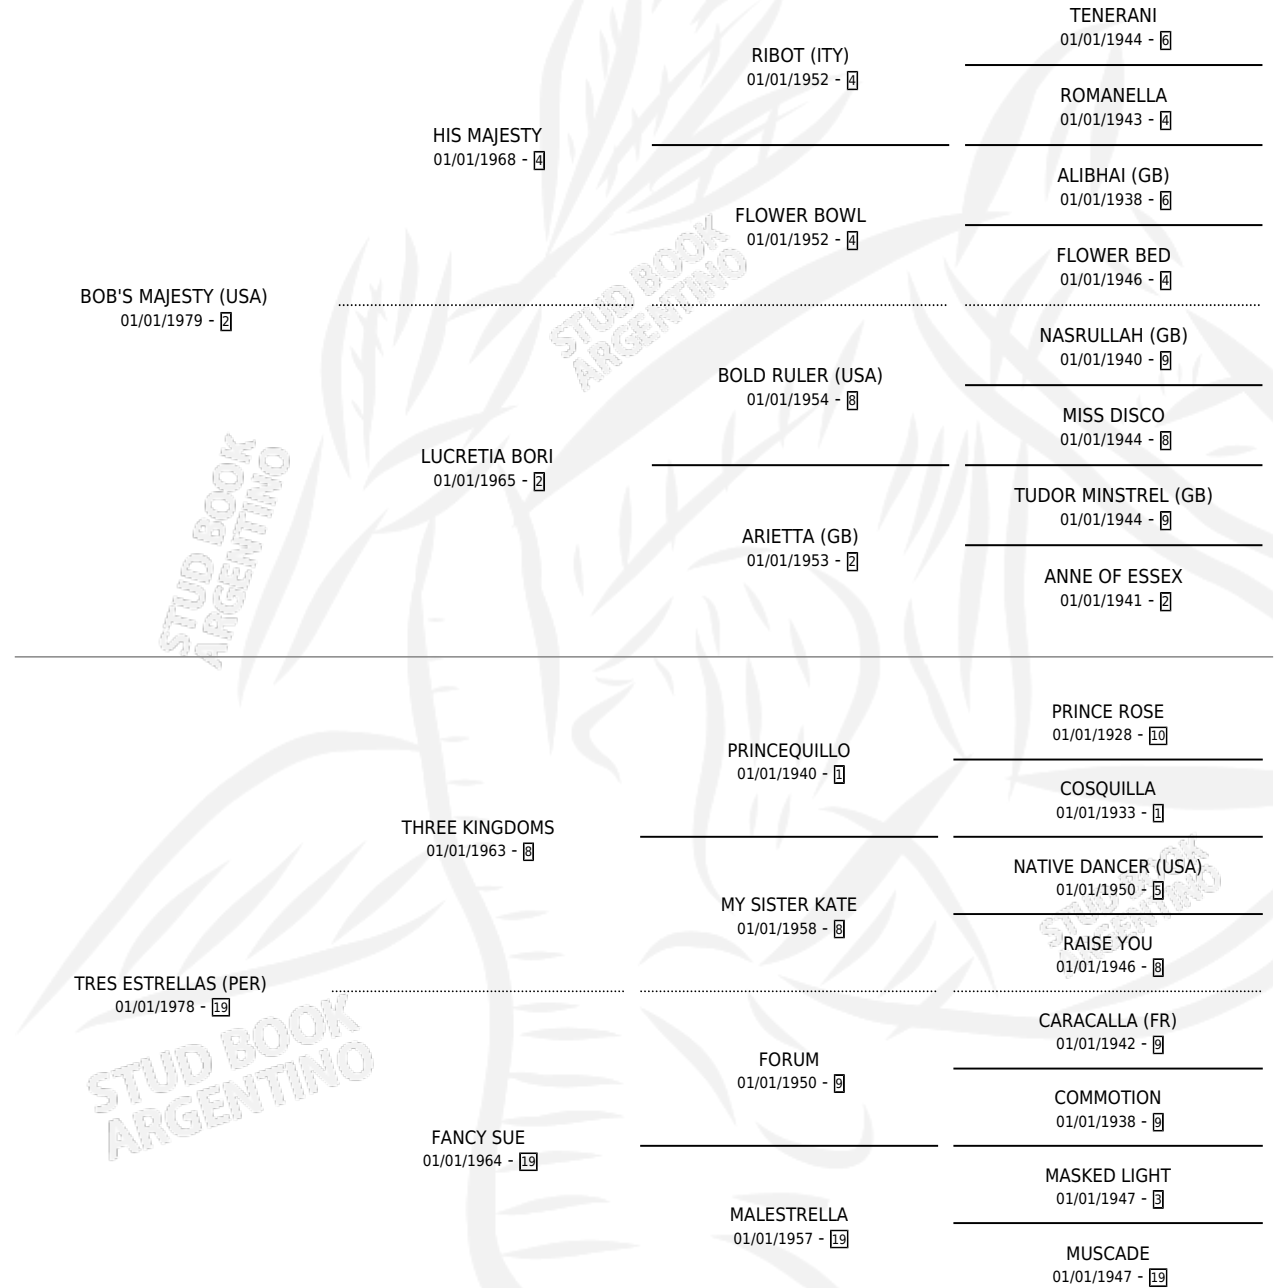 TENERANI
01/01/1944 - 6
RIBOT (ITY)
01/01/1952 - 4
ROMANELLA
01/01/1943 - 4
HIS MAJESTY
01/01/1968 - 4
ALIBHAI (GB)
01/01/1938 - 6
FLOWER BOWL
01/01/1952 - 4
FLOWER BED
01/01/1946 - 4
BOB'S MAJESTY (USA)
01/01/1979 - 2
NASRULLAH (GB)
01/01/1940 - 9
BOLD RULER (USA)
01/01/1954 - 8
MISS DISCO
01/01/1944 - 8
LUCRETIA BORI
01/01/1965 - 2
TUDOR MINSTREL (GB)
01/01/1944 - 9
ARIETTA (GB)
01/01/1953 - 2
ANNE OF ESSEX
01/01/1941 - 2
PRINCE ROSE
01/01/1928 - 10
PRINCEQUILLO
01/01/1940 - 1
COSQUILLA
01/01/1933 - 1
THREE KINGDOMS
01/01/1963 - 8
NATIVE DANCER (USA)
01/01/1950 - 5
MY SISTER KATE
01/01/1958 - 8
RAISE YOU
01/01/1946 - 8
TRES ESTRELLAS (PER)
01/01/1978 - 19
CARACALLA (FR)
01/01/1942 - 9
FORUM
01/01/1950 - 9
COMMOTION
01/01/1938 - 9
FANCY SUE
01/01/1964 - 19
MASKED LIGHT
01/01/1947 - 3
MALESTRELLA
01/01/1957 - 19
MUSCADE
01/01/1947 - 19
STUD BOOK
ARGENTINO
STUD BOOK
ARGENTINO
STUD BOOK
ARGENTINO
STUD BOOK
ARGENTINO